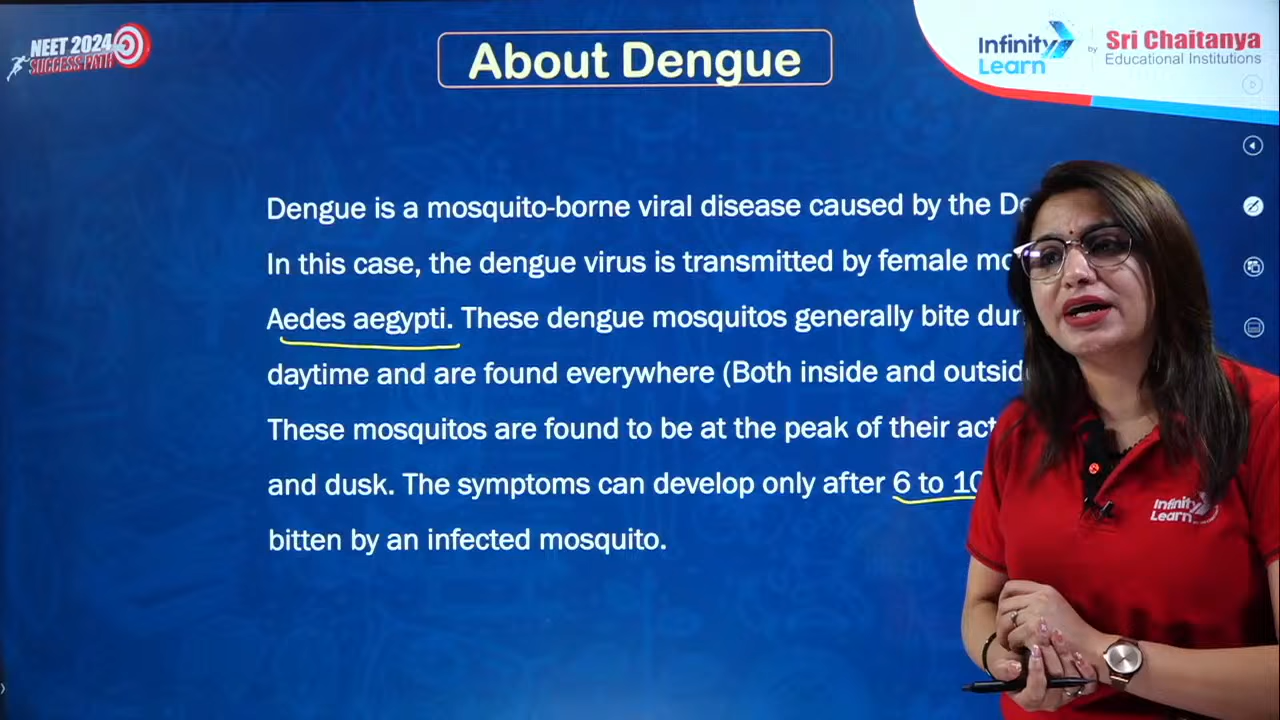 NEET 2024
SUCCESS PATH
About Dengue
Infinity
Learn
by
Sri Chaitanya
Educational Institutions
Dengue is a mosquito-borne viral disease caused by the
In this case, the dengue virus is transmitted by female
Aedes aegypti. These dengue mosquitos generally bite
daytime and are found everywhere (Both inside and
These mosquitos are found to be at the peak of their
and dusk. The symptoms can develop only after 6 to 10
bitten by an infected mosquito.
Infinity
Learn